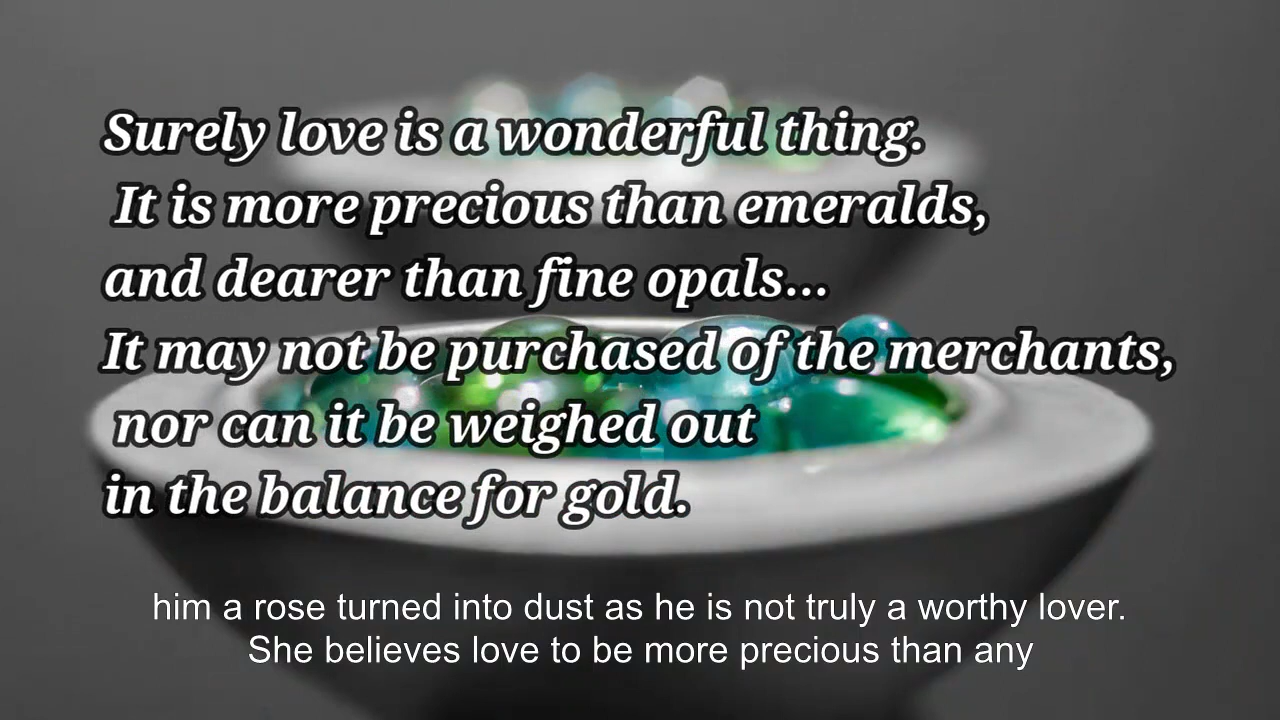 Surely love is a wonderful thing.
It is more precious than emeralds,
and dearer than fine opals...
It may not be purchased of the merchants,
nor can it be weighed out
in the balance for gold.
him a rose turned into dust as he is not truly a worthy lover.
She believes love to be more precious than any